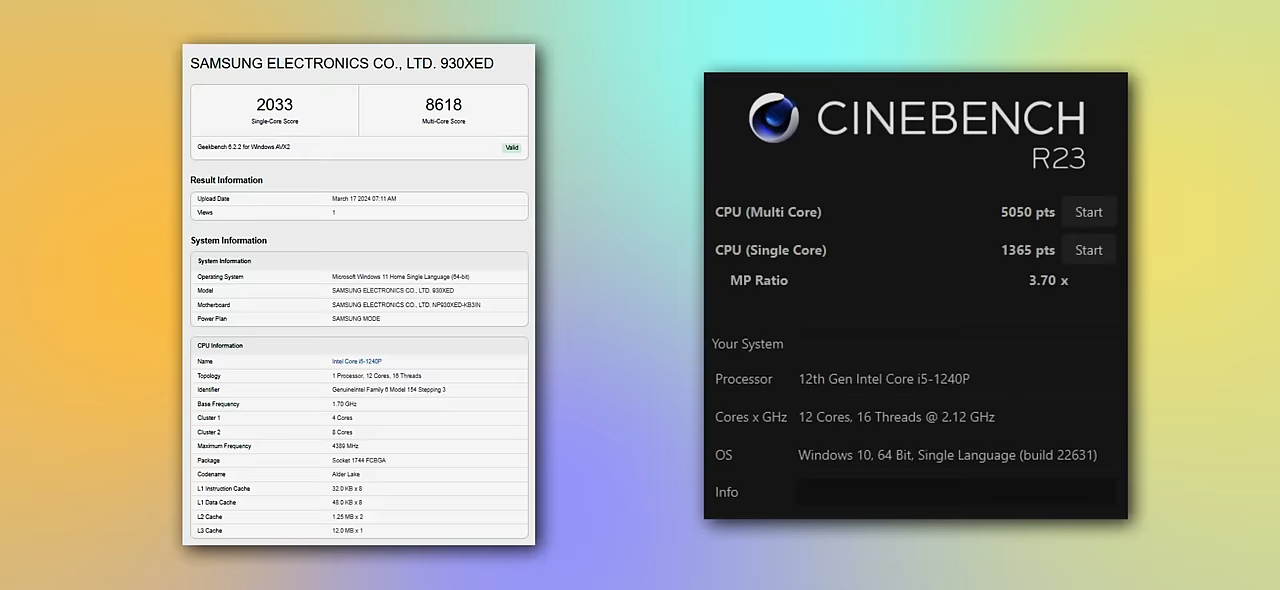 SAMSUNG ELECTRONICS CO., LTD. 930XED
2033 8618
Single-Core Score Multi-Core Score
Geekbench 6.2.2 for Windows AVX2 Valid
Result Information
Upload Date March 17 2024 07:11 AM
Views 1
System Information
System Information
Operating System Microsoft Windows 11 Home Single Language (64-bit)
Model SAMSUNG ELECTRONICS CO., LTD. 930XED
Motherboard SAMSUNG ELECTRONICS CO., LTD. NP930XED-KB3IN
Power Plan SAMSUNG MODE
CPU Information
Name Intel Core i5-1240P
Topology 1 Processor, 12 Cores, 16 Threads
Identifier GenuineIntel Family 6 Model 154 Stepping 3
Base Frequency 1.70 GHz
Cluster 1 4 Cores
Cluster 2 8 Cores
Maximum Frequency 4389 MHz
Package Socket 1744 FCBGA
Codename Alder Lake
L1 Instruction Cache 32.0 KB x 8
L1 Data Cache 48.0 KB x 8
L2 Cache 1.25 MB x 2
L3 Cache 12.0 MB x 1
CINEBENCH
R23
CPU (Multi Core) 5050 pts Start
CPU (Single Core) 1365 pts Start
MP Ratio 3.70 x
Your System
Processor 12th Gen Intel Core i5-1240P
Cores x GHz 12 Cores, 16 Threads @ 2.12 GHz
OS Windows 10, 64 Bit, Single Language (build 22631)
Info